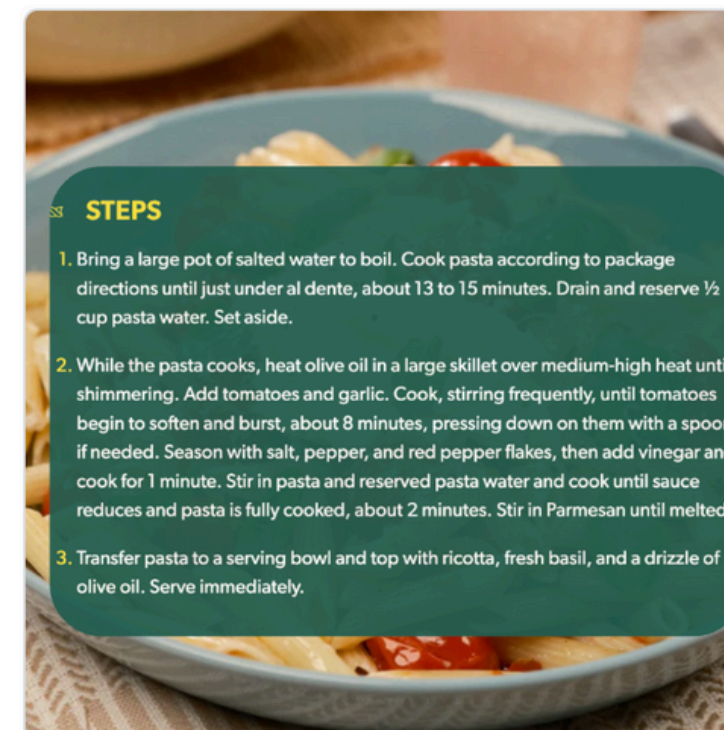 STEPS
1. Bring a large pot of salted water to boil. Cook pasta according to package
directions until just under al dente, about 13 to 15 minutes. Drain and reserve ½
cup pasta water. Set aside.
2. While the pasta cooks, heat olive oil in a large skillet over medium-high heat unti
shimmering. Add tomatoes and garlic. Cook, stirring frequently, until tomatoes
begin to soften and burst, about 8 minutes, pressing down on them with a spoo
if needed. Season with salt, pepper, and red pepper flakes, then add vinegar an
cook for 1 minute. Stir in pasta and reserved pasta water and cook until sauce
reduces and pasta is fully cooked, about 2 minutes. Stir in Parmesan until melted
3. Transfer pasta to a serving bowl and top with ricotta, fresh basil, and a drizzle of
olive oil. Serve immediately.